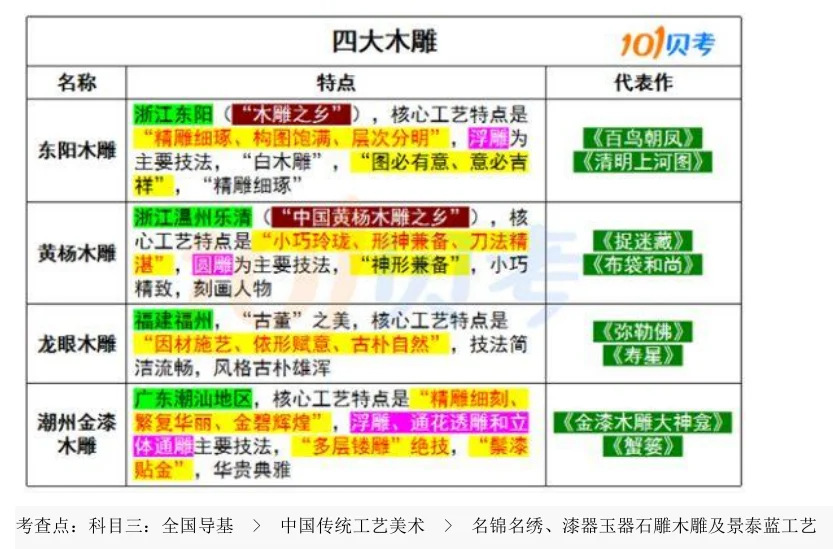 四大木雕
101贝考
名称 特点 代表作
东阳木雕
浙江东阳（“木雕之乡”），核心工艺特点是
“精雕细琢、构图饱满、层次分明”，浮雕为
主要技法，“白木雕”，“图必有意、意必吉
祥”，“精雕细琢”
《百鸟朝凤》
《清明上河图》
黄杨木雕
浙江温州乐清（“中国黄杨木雕之乡”），核
心工艺特点是“小巧玲珑、形神兼备、刀法精
湛”，圆雕为主要技法，“神形兼备”，小巧
精致，刻画人物
《捉迷藏》
《布袋和尚》
龙眼木雕
福建福州，“古董”之美，核心工艺特点是
“因材施艺、依形赋意、古朴自然”，技法简
洁流畅，风格古朴雄浑
《弥勒佛》
《寿星》
潮州金漆
木雕
广东潮汕地区，核心工艺特点是“精雕细刻、
繁复华丽、金碧辉煌”，浮雕、通花透雕和立
体通雕主要技法，“多层镂雕”绝技，“髹漆
贴金”，华贵典雅
《金漆木雕大神龛》
《蟹篓》
101贝考
考查点：科目三：全国导基 > 中国传统工艺美术 > 名锦名绣、漆器玉器石雕木雕及景泰蓝工艺